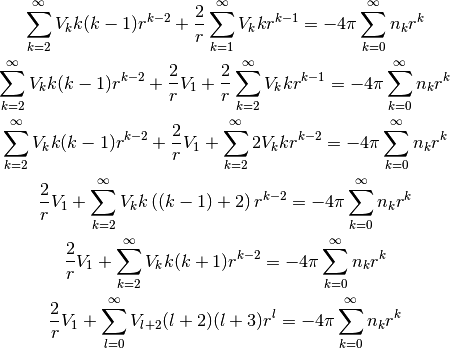 \sum_{k=2}^{\infty} V_k k(k-1) r^{k-2} + \frac{2}{r} \sum_{k=1}^{\infty} V_k k r^{k-1} = -4\pi \sum_{k=0}^{\infty} n_k r^k
\sum_{k=2}^{\infty} V_k k(k-1) r^{k-2} + \frac{2}{r} V_1 + \frac{2}{r} \sum_{k=2}^{\infty} V_k k r^{k-1} = -4\pi \sum_{k=0}^{\infty} n_k r^k
\sum_{k=2}^{\infty} V_k k(k-1) r^{k-2} + \frac{2}{r} V_1 + \sum_{k=2}^{\infty} 2 V_k k r^{k-2} = -4\pi \sum_{k=0}^{\infty} n_k r^k
\frac{2}{r} V_1 + \sum_{k=2}^{\infty} V_k k \left( (k-1) + 2 \right) r^{k-2} = -4\pi \sum_{k=0}^{\infty} n_k r^k
\frac{2}{r} V_1 + \sum_{k=2}^{\infty} V_k k(k+1) r^{k-2} = -4\pi \sum_{k=0}^{\infty} n_k r^k
\frac{2}{r} V_1 + \sum_{l=0}^{\infty} V_{l+2} (l+2)(l+3) r^l = -4\pi \sum_{k=0}^{\infty} n_k r^k